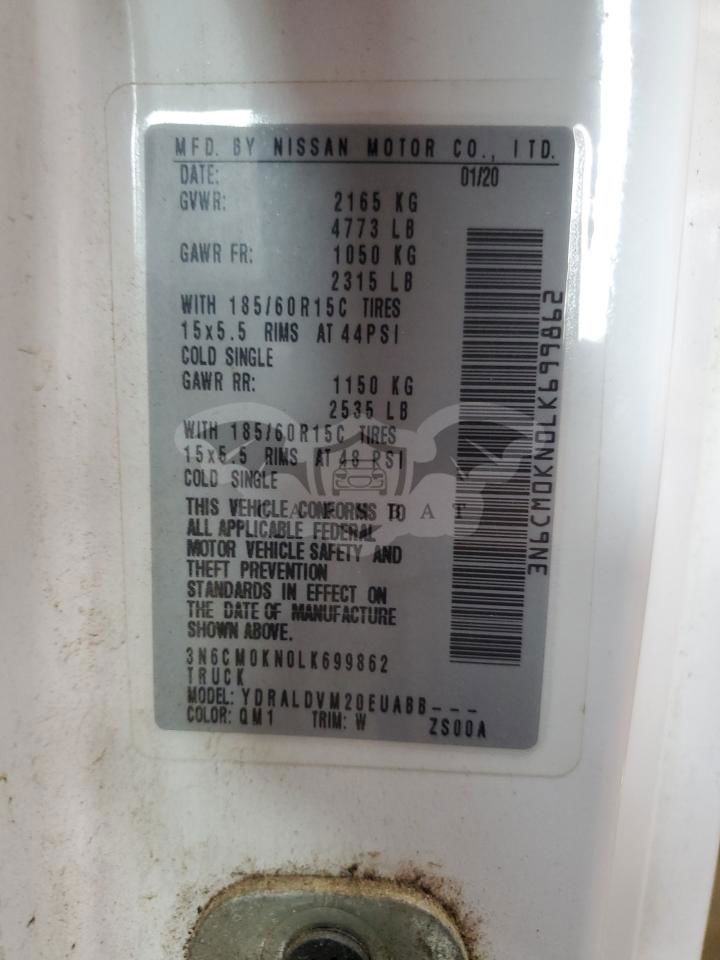 MFD. BY NISSAN MOTOR CO., LTD.
DATE: 01/20
GVWR: 2165 KG
4773 LB
GAWR FR: 1050 KG
2315 LB
WITH 185/60R15C TIRES
15x5.5 RIMS AT 44PSI
COLD SINGLE
GAWR RR: 1150 KG
2535 LB
WITH 185/60R15C TIRES
15x5.5 RIMS AT 48 PSI
COLD SINGLE
THIS VEHICLE CONFORMS TO
ALL APPLICABLE FEDERAL
MOTOR VEHICLE SAFETY AND
THEFT PREVENTION
STANDARDS IN EFFECT ON
THE DATE OF MANUFACTURE
SHOWN ABOVE.
3N6CM0KN0LK699862
TRUCK
MODEL: YDRALDVM20EUABB---
COLOR: QM1 TRIM: W ZS00A
3N6CM0KN0LK699862